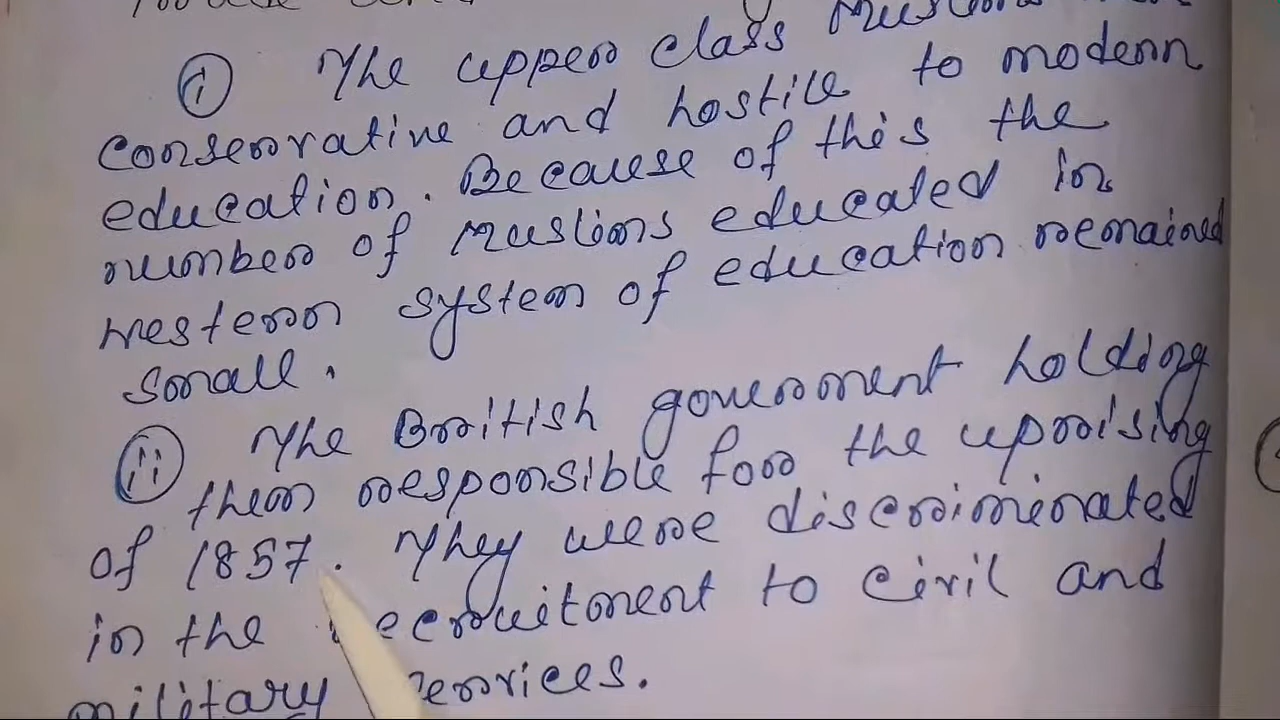 i The upper class Muslims
conservative and hostile to modern
education. Because of this the
number of Muslims educated in
western system of education remained
small.
ii The British government holding
them responsible for the uprising
of 1857. They were discriminated
in the recruitment to civil and
military services.